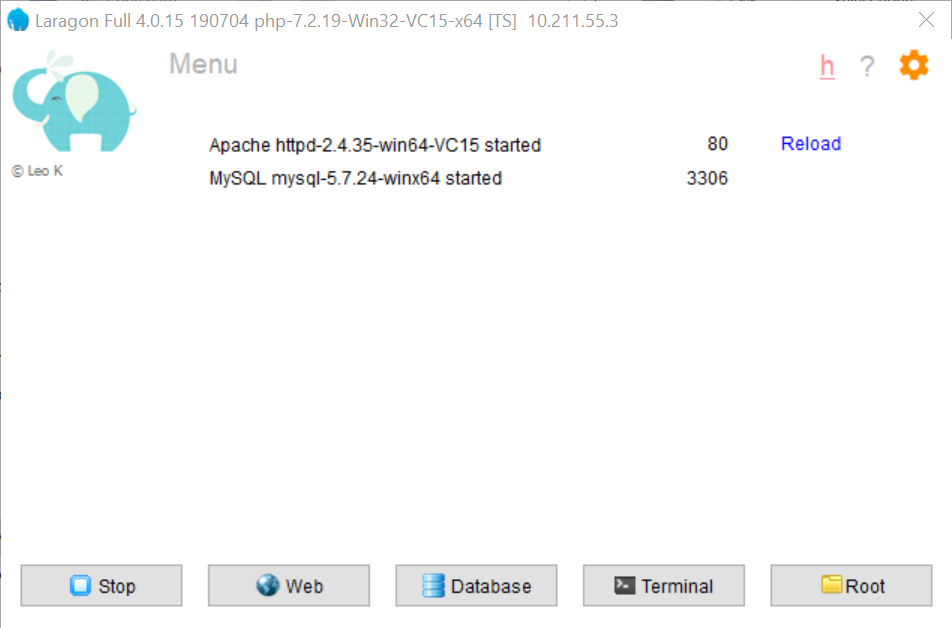 Laragon Full 4.0.15 190704 php-7.2.19-Win32-VC15-x64 [TS] 10.211.55.3
Menu
h ?
© Leo K
Apache httpd-2.4.35-win64-VC15 started 80 Reload
MySQL mysql-5.7.24-winx64 started 3306
Stop Web Database Terminal Root